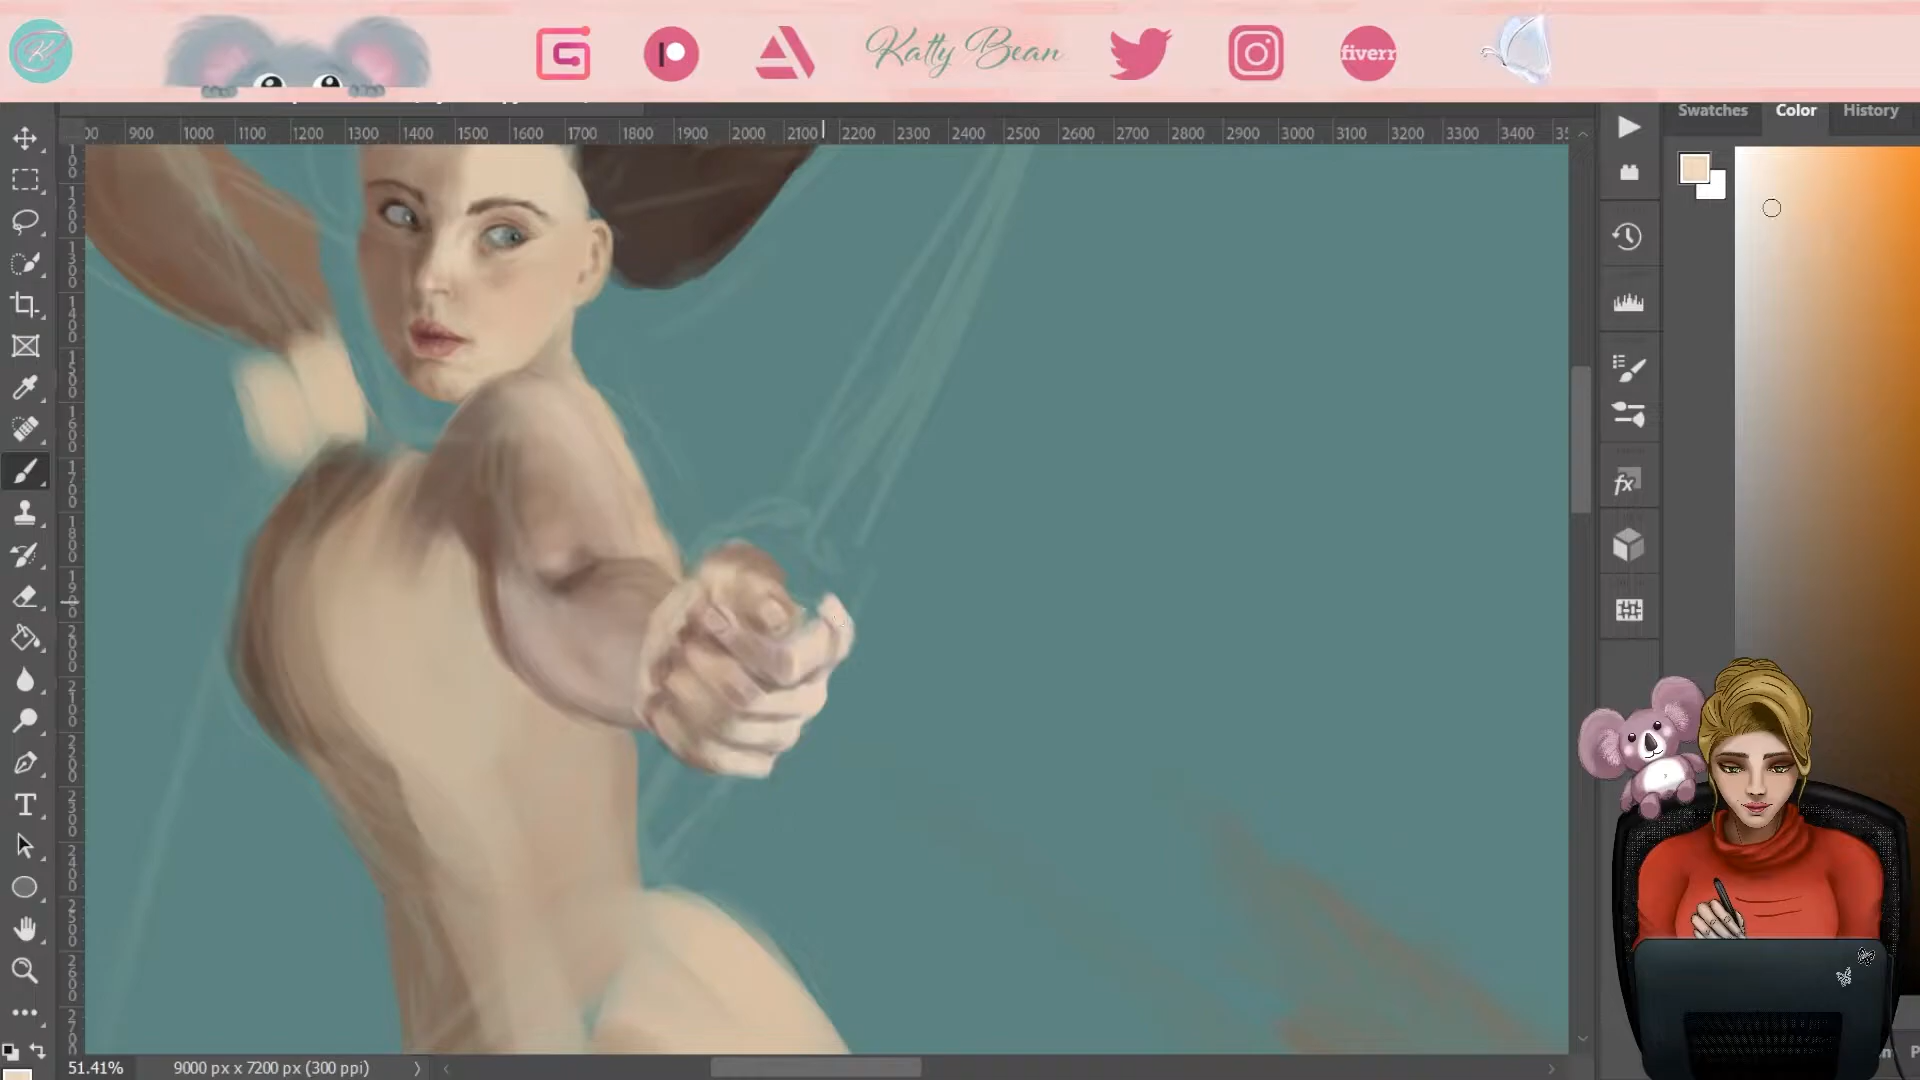 Katty Bean
fiverr
Swatches Color History
00 900 1000 1100 1200 1300 1400 1500 1600 1700 1800 1900 2000 2100 2200 2300 2400 2500 2600 2700 2800 2900 3000 3100 3200 3300 3400
fx
T
51.41% 9000 px x 7200 px (300 ppi)